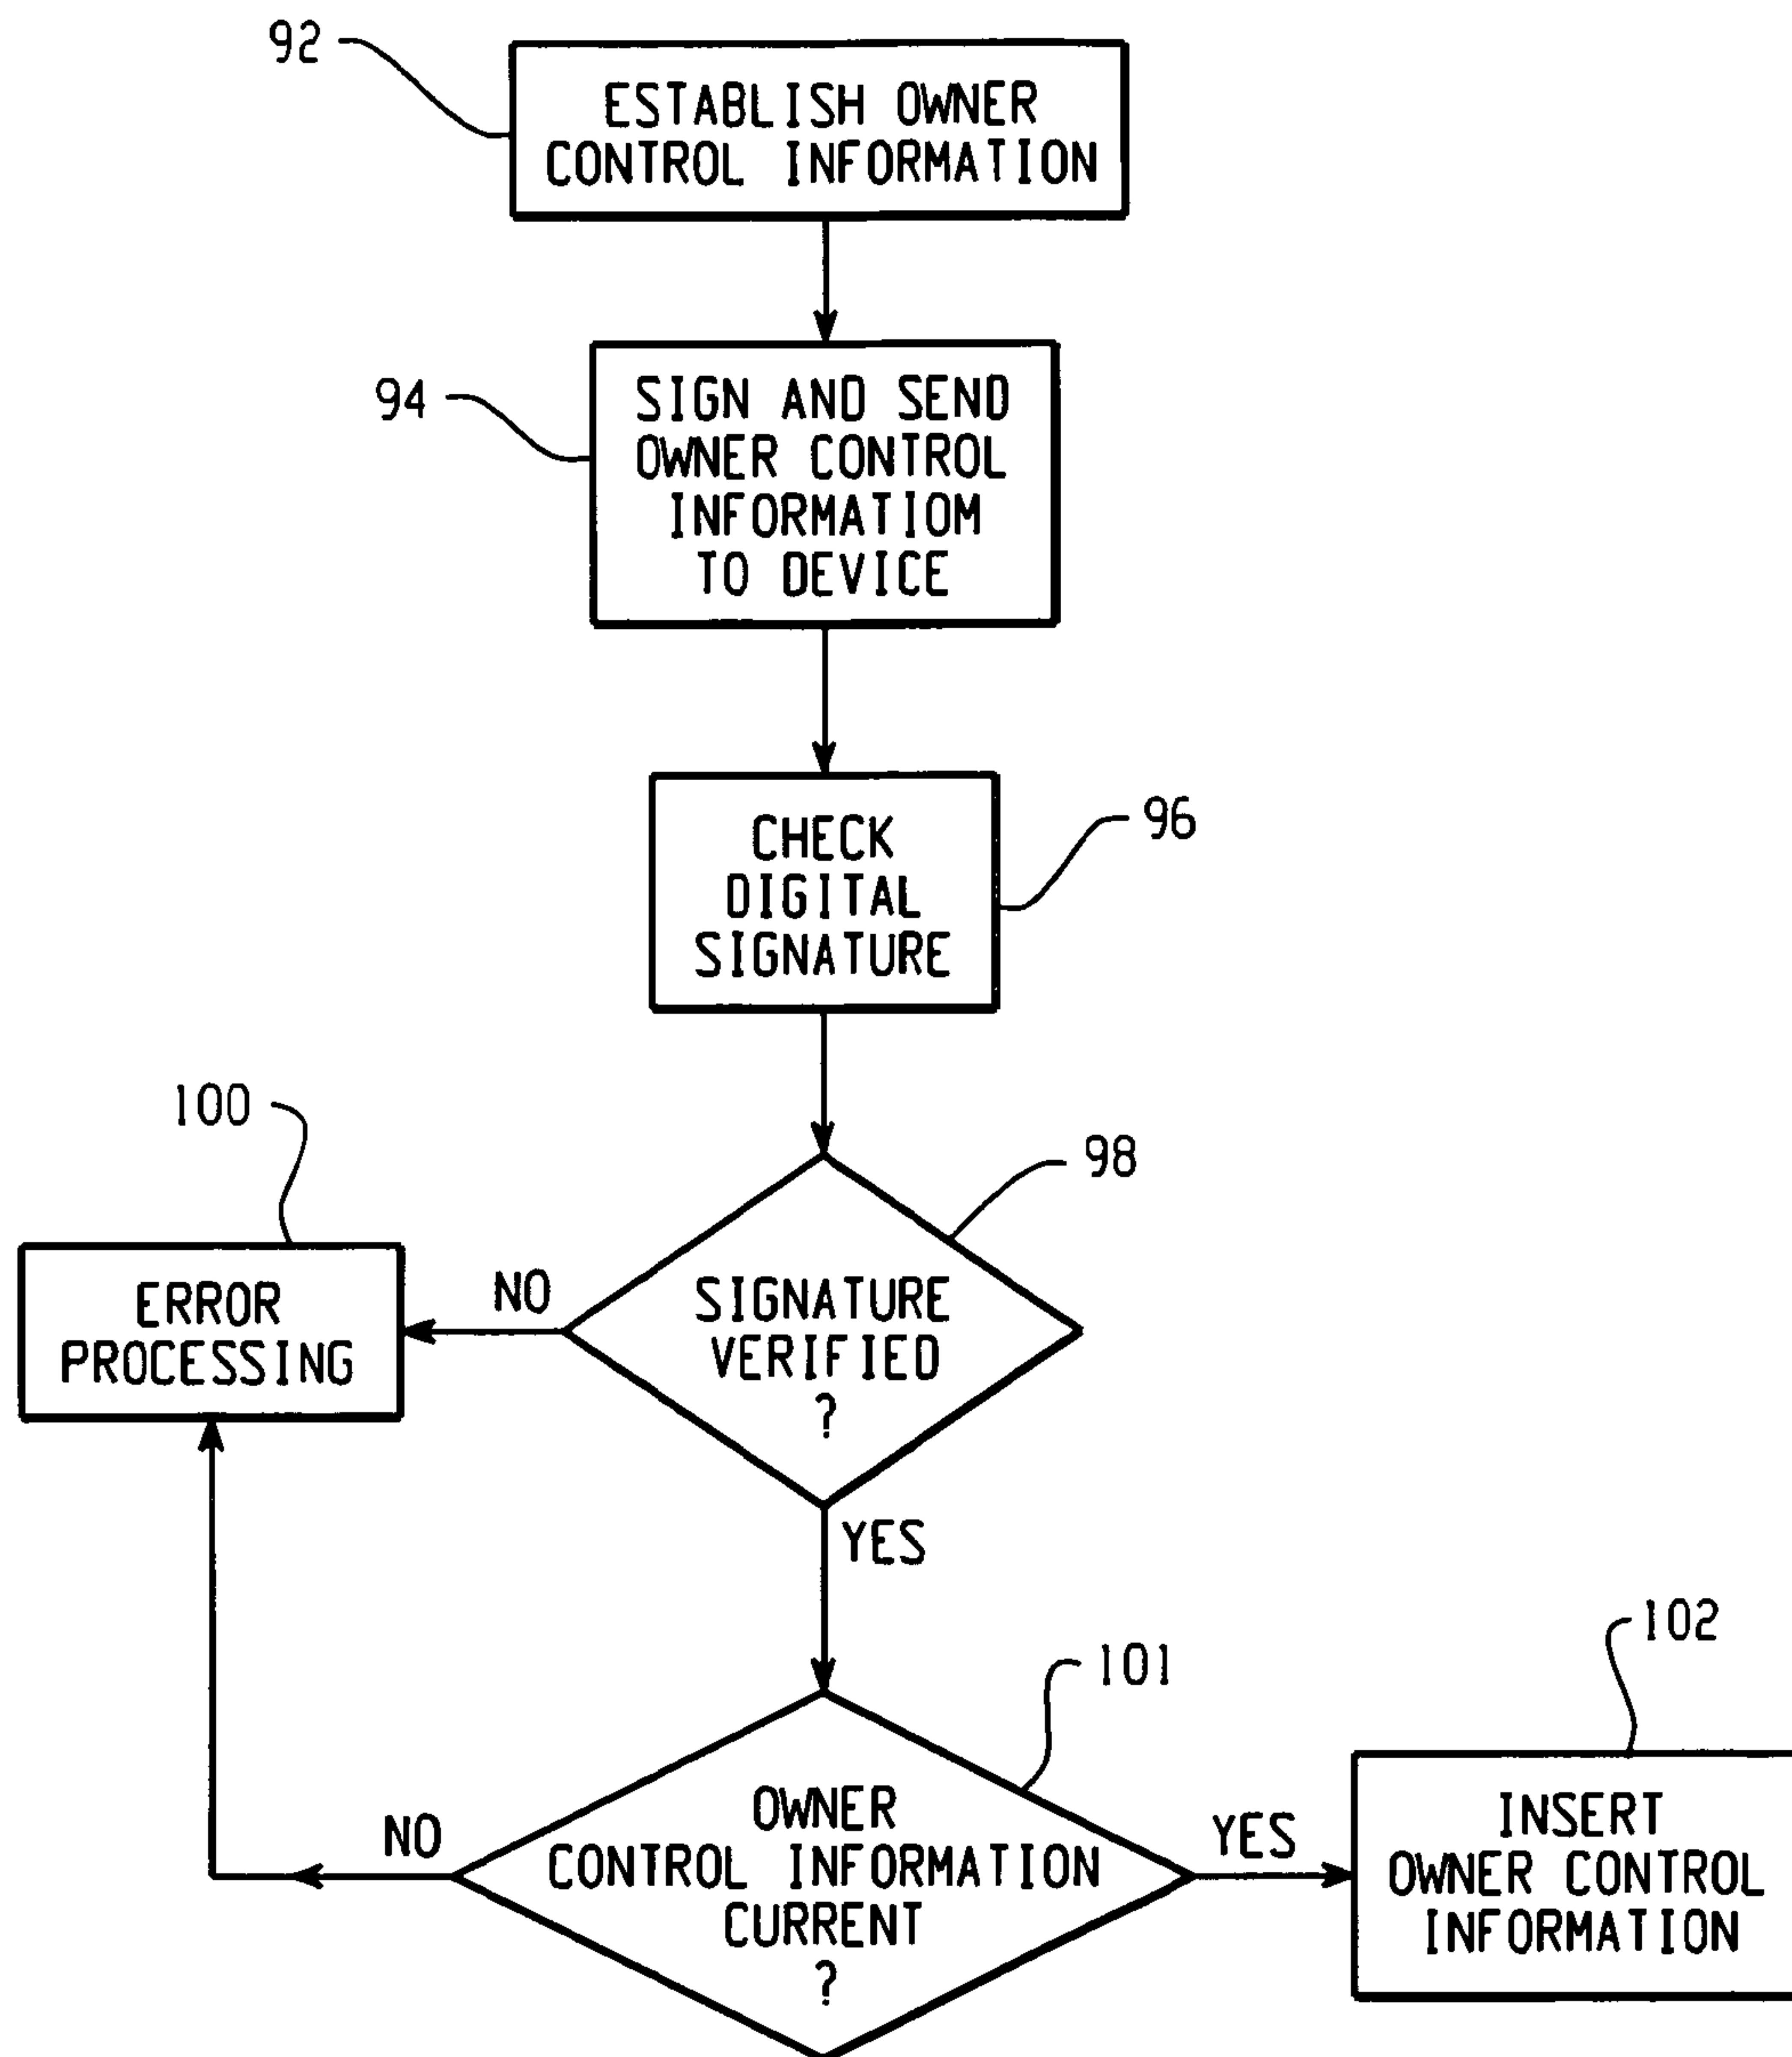 92
ESTABLISH OWNER
CONTROL INFORMATION
94
SIGN AND SEND
OWNER CONTROL
INFORMATIOM
TO DEVICE
96
CHECK
DIGITAL
SIGNATURE
100
98
ERROR
PROCESSING
NO
SIGNATURE
VERIFIED
?
YES
101
102
NO
OWNER
CONTROL INFORMATION
CURRENT
?
YES
INSERT
OWNER CONTROL
INFORMATION